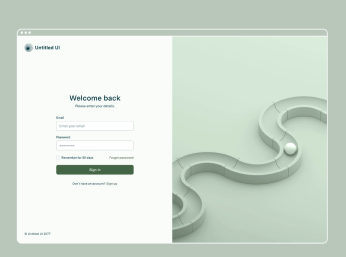 Untitled UI
Welcome back
Please enter your details.
Email
Enter your email
Password
••••••••
Remember for 30 days Forgot password
Sign in
Don't have an account? Sign up
© Untitled UI 2077